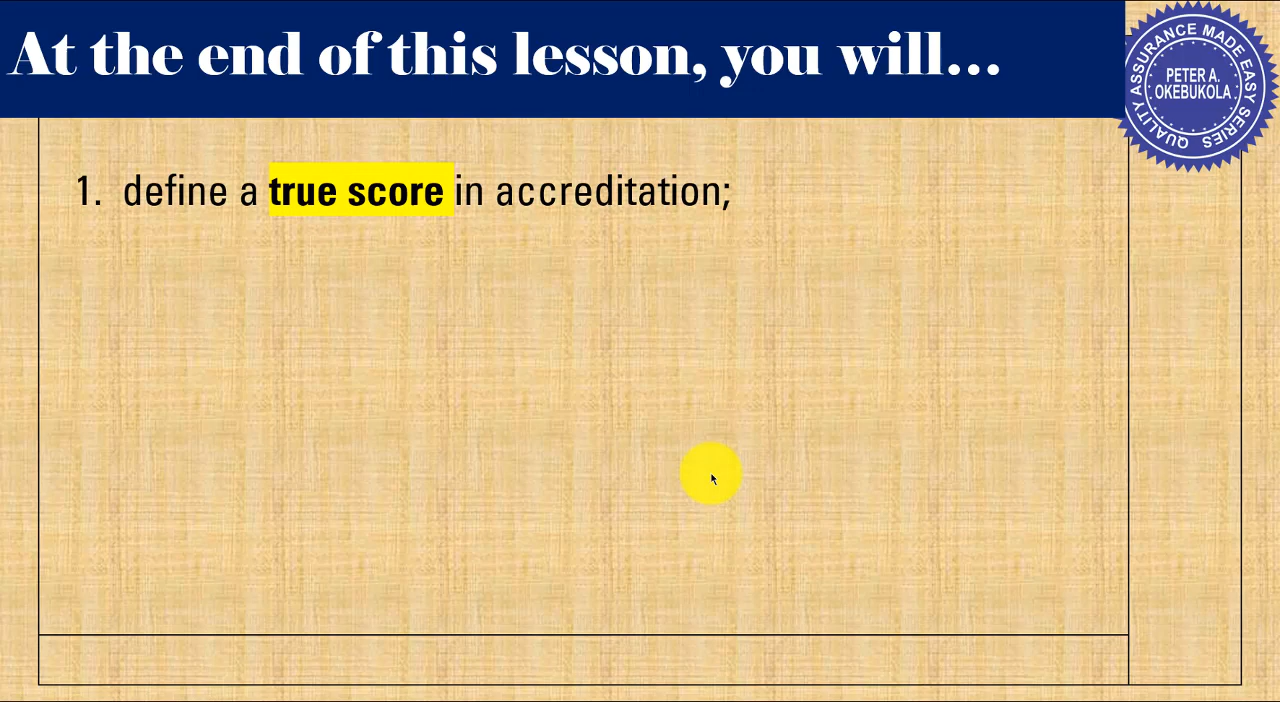 At the end of this lesson, you will...
QUALITY ASSURANCE MADE EASY SERIES
PETER A.
OKEBUKOLA
1. define a true score in accreditation;